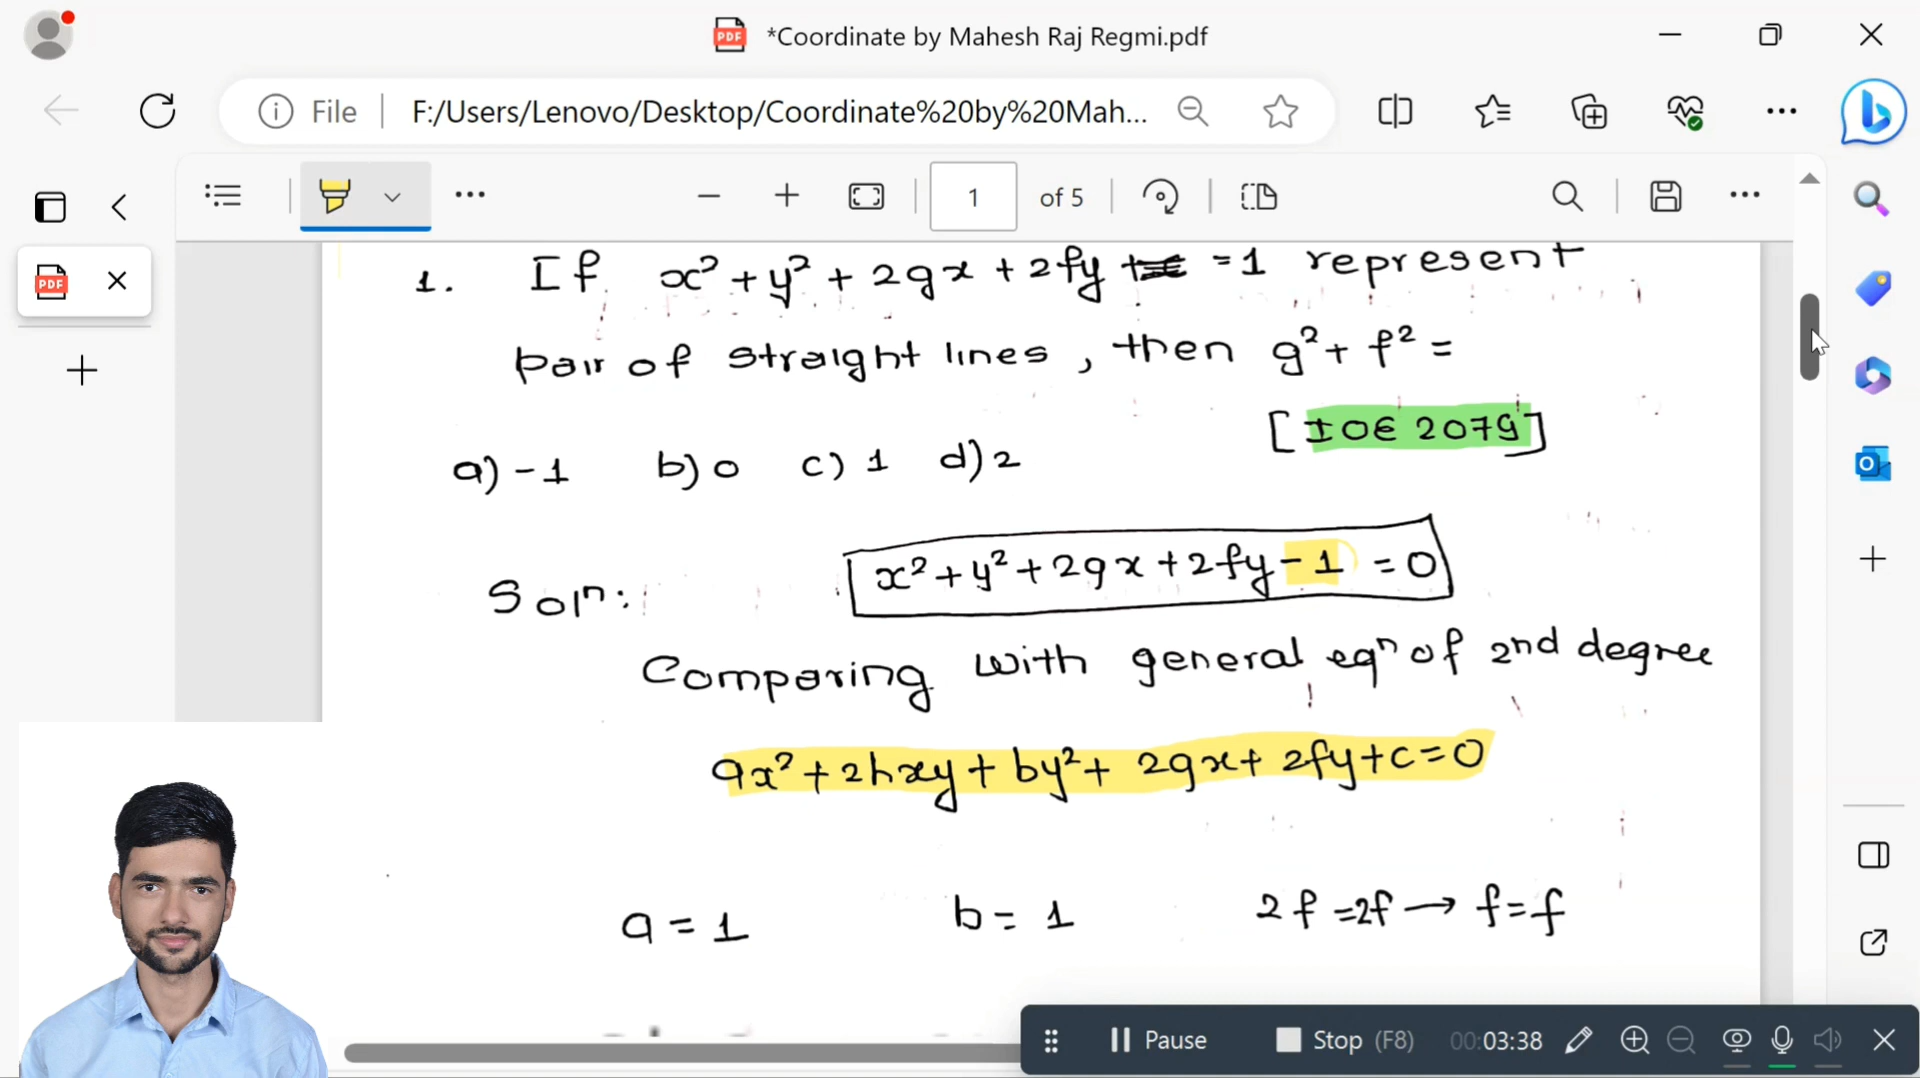 *Coordinate by Mahesh Raj Regmi.pdf
File F:/Users/Lenovo/Desktop/Coordinate%20by%20Mah...
1 of 5
1. If x² + y² + 2gx + 2fy = 1 represent
pair of straight lines, then g² + f² =
[IOE 2079]
a) -1 b) 0 c) 1 d) 2
Solⁿ: x² + y² + 2gx + 2fy - 1 = 0
Comparing with general eqⁿ of 2nd degree
ax² + 2hxy + by² + 2gx + 2fy + c = 0
a = 1 b = 1 2f = 2f → f = f
Pause Stop (F8) 00:03:38